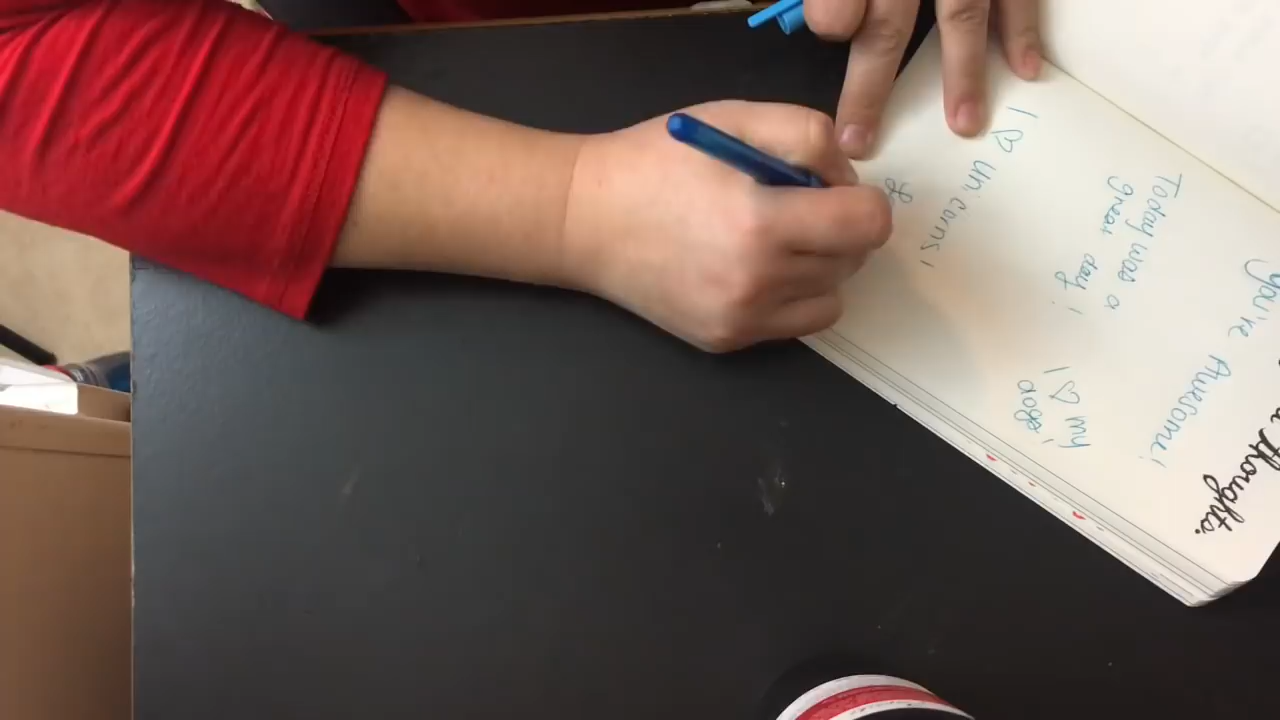 thoughts.
You're Awesome!
Today was a
great day!
I ♡ my
dogs!
I ♡ Unicorns!